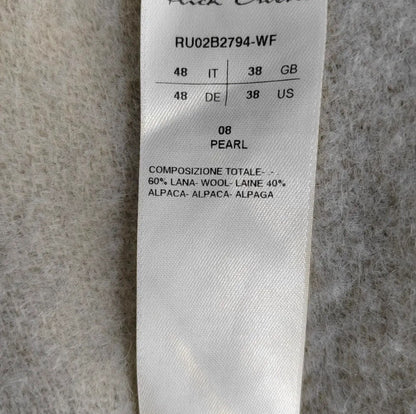 RU02B2794-WF
48 IT 38 GB
48 DE 38 US
08
PEARL
COMPOSIZIONE TOTALE- .-
60% LANA- WOOL- LAINE 40%
ALPACA- ALPACA- ALPAGA